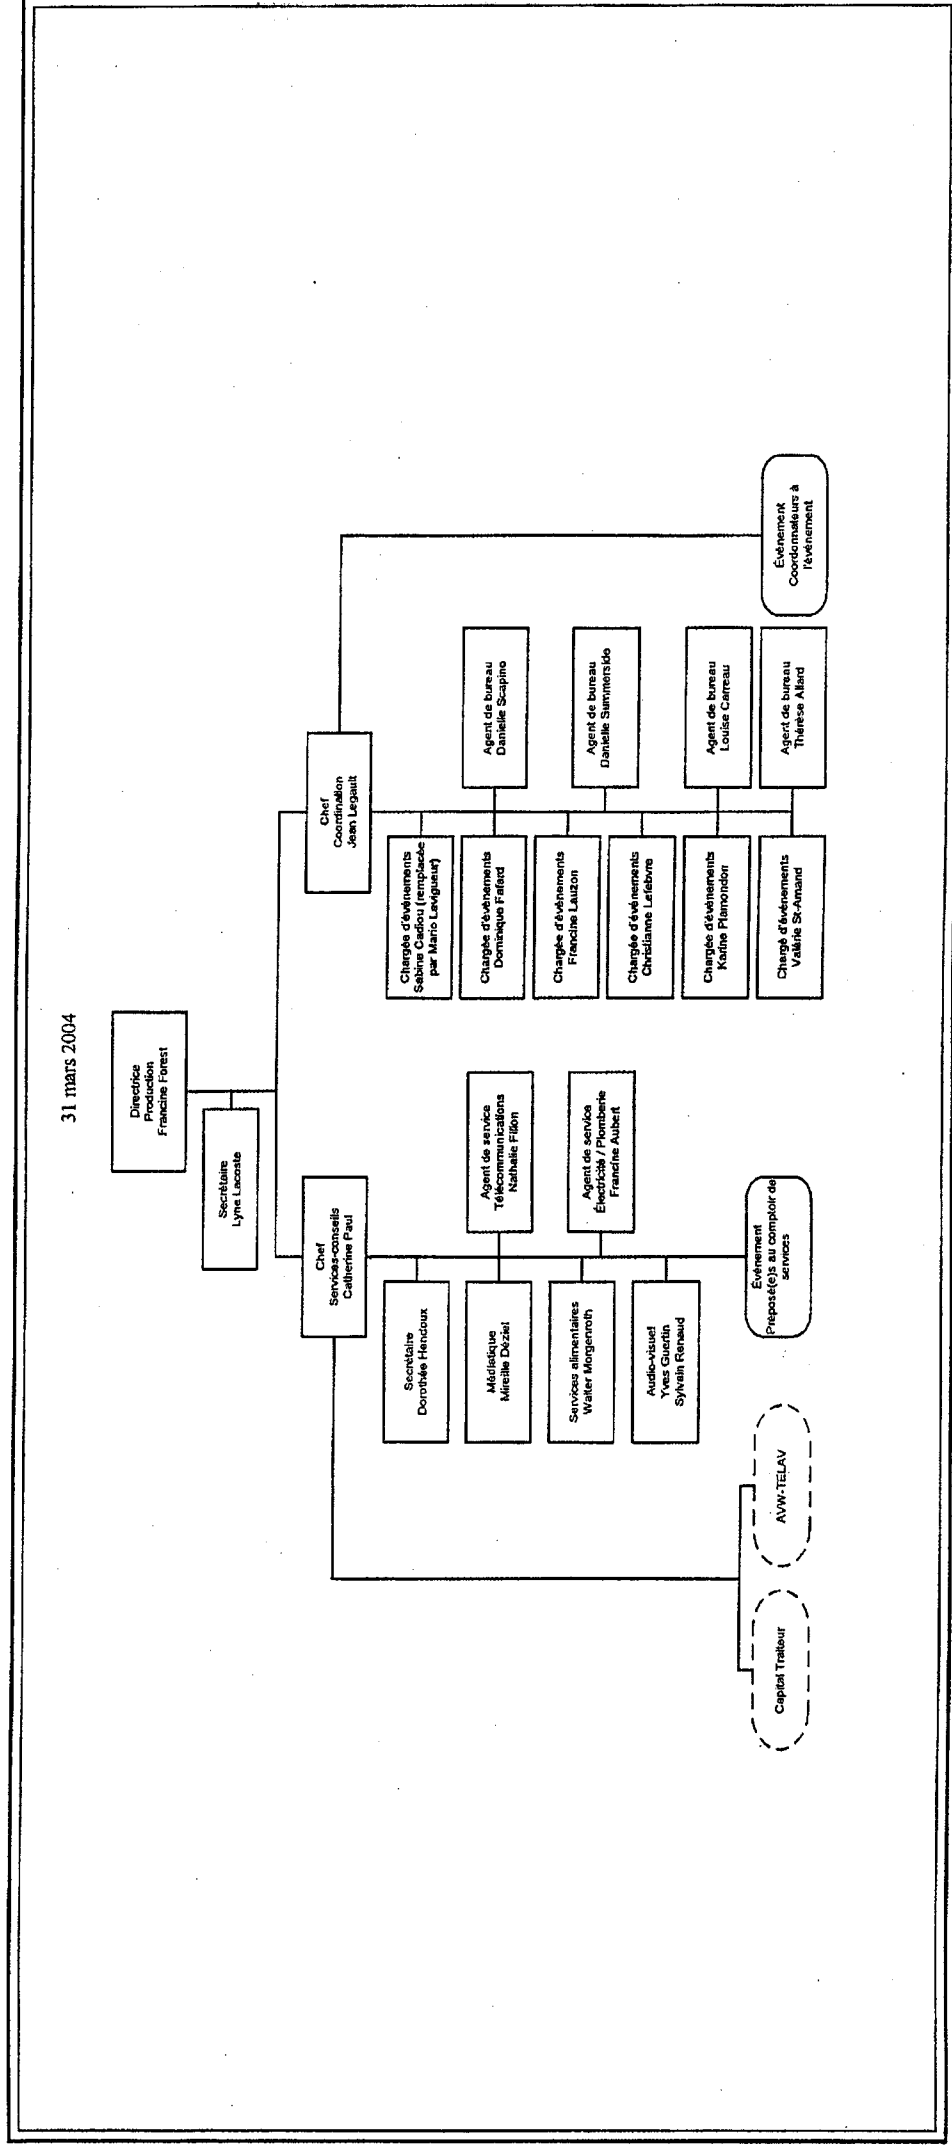 31 mars 2004
Directrice
Production
Francine Forest
Secrétaire
Lyne Lacoste
Chef
Services-conseils
Catherine Paul
Secrétaire
Dorothée Handoux
Médiatique
Mireille Déziel
Services alimentaires
Walter Morgenroth
Audio-visuel
Yves Guertin
Sylvain Renaud
Agent de service
Télécommunications
Nathalie Filion
Agent de service
Électricité / Plomberie
Francine Aubert
Événement
Préposé(e)s au comptoir de
services
Capital Traiteur
AVW-TELAV
Chef
Coordination
Jean Legault
Chargée d'événements
Sabine Cadiou (remplacée
par Mario Lavigueur)
Chargée d'événements
Dominique Fafard
Chargée d'événements
Francine Lauzon
Chargée d'événements
Christianne Lefebvre
Chargée d'événements
Karine Plamondon
Chargé d'événements
Valérie St-Amand
Agent de bureau
Danielle Scapino
Agent de bureau
Danielle Summerside
Agent de bureau
Louise Carreau
Agent de bureau
Thérèse Allard
Événement
Coordonnateurs à
l'événement